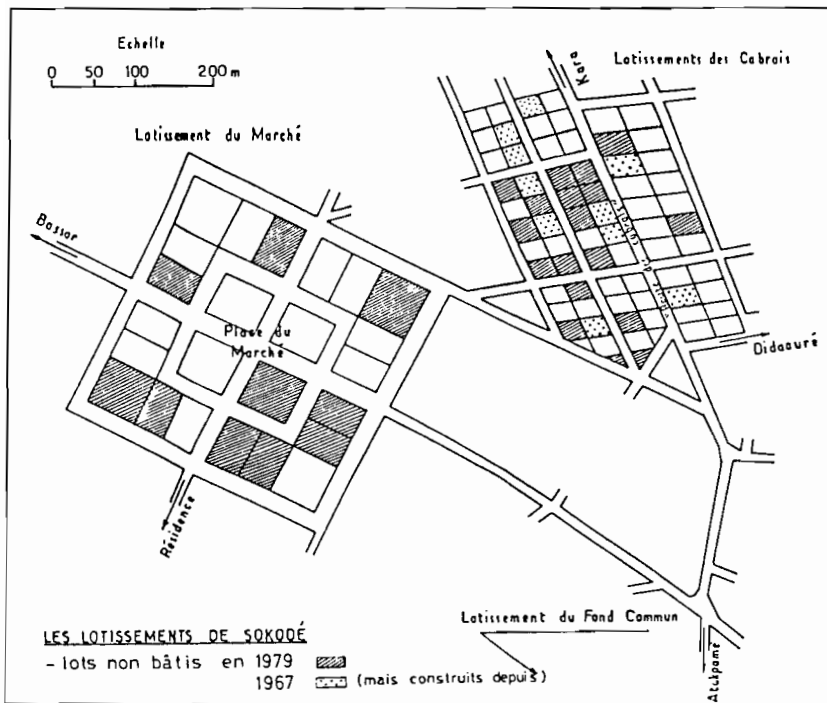 Echelle
0 50 100 200 m
Lotissements des Cabrais
Kara
Lotissement du Marché
Bassar
Place du
Marché
Didaouré
Résidence
Lotissement du Fond Commun
LES LOTISSEMENTS DE SOKODÉ
- lots non bâtis en 1979
1967 (mais construits depuis)
Atakpamé